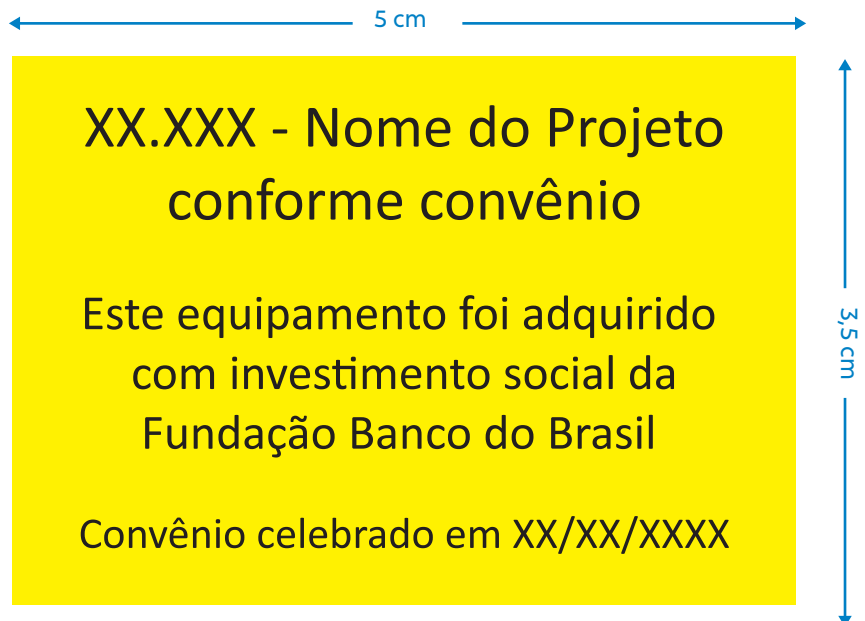 5 cm
XX.XXX - Nome do Projeto
conforme convênio
Este equipamento foi adquirido
com investimento social da
Fundação Banco do Brasil
Convênio celebrado em XX/XX/XXXX
3,5 cm